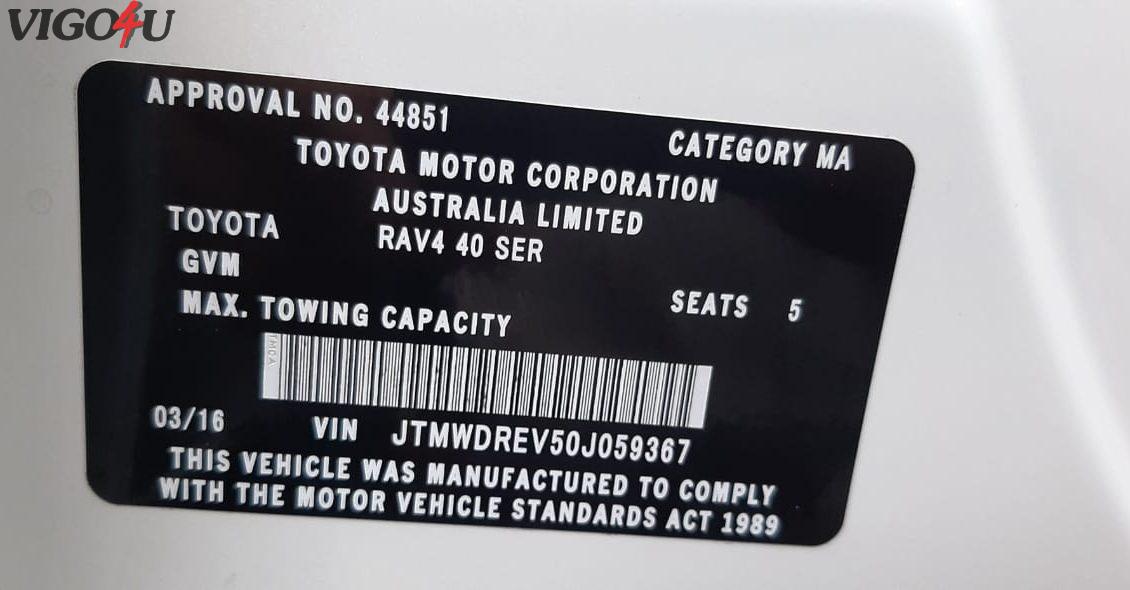 VIGO4U
APPROVAL NO. 44851
CATEGORY MA
TOYOTA MOTOR CORPORATION
AUSTRALIA LIMITED
TOYOTA RAV4 40 SER
GVM
SEATS 5
MAX. TOWING CAPACITY
TMCA
03/16 VIN JTMWDREV50J059367
THIS VEHICLE WAS MANUFACTURED TO COMPLY
WITH THE MOTOR VEHICLE STANDARDS ACT 1989